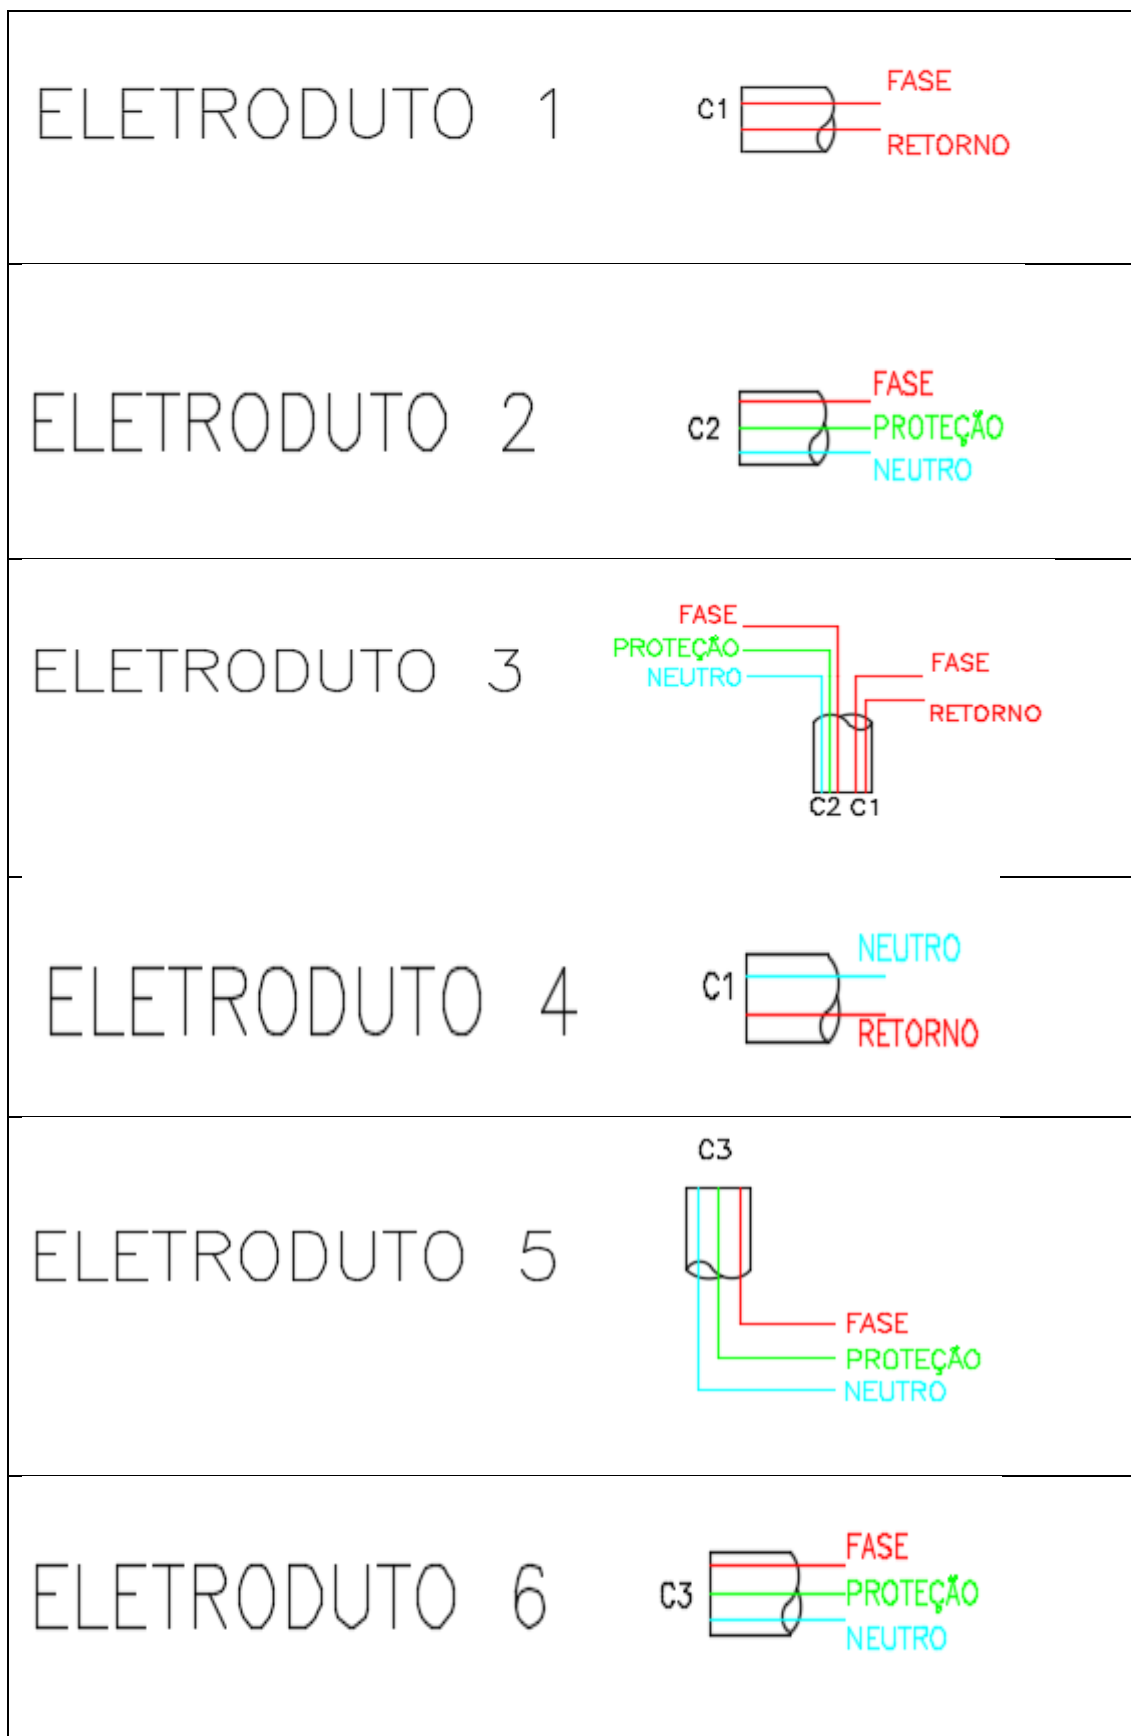 ELETRODUTO 1
C1
FASE
RETORNO
ELETRODUTO 2
C2
FASE
PROTEÇÃO
NEUTRO
ELETRODUTO 3
FASE
PROTEÇÃO
NEUTRO
FASE
RETORNO
C2 C1
ELETRODUTO 4
C1
NEUTRO
RETORNO
ELETRODUTO 5
C3
FASE
PROTEÇÃO
NEUTRO
ELETRODUTO 6
C3
FASE
PROTEÇÃO
NEUTRO